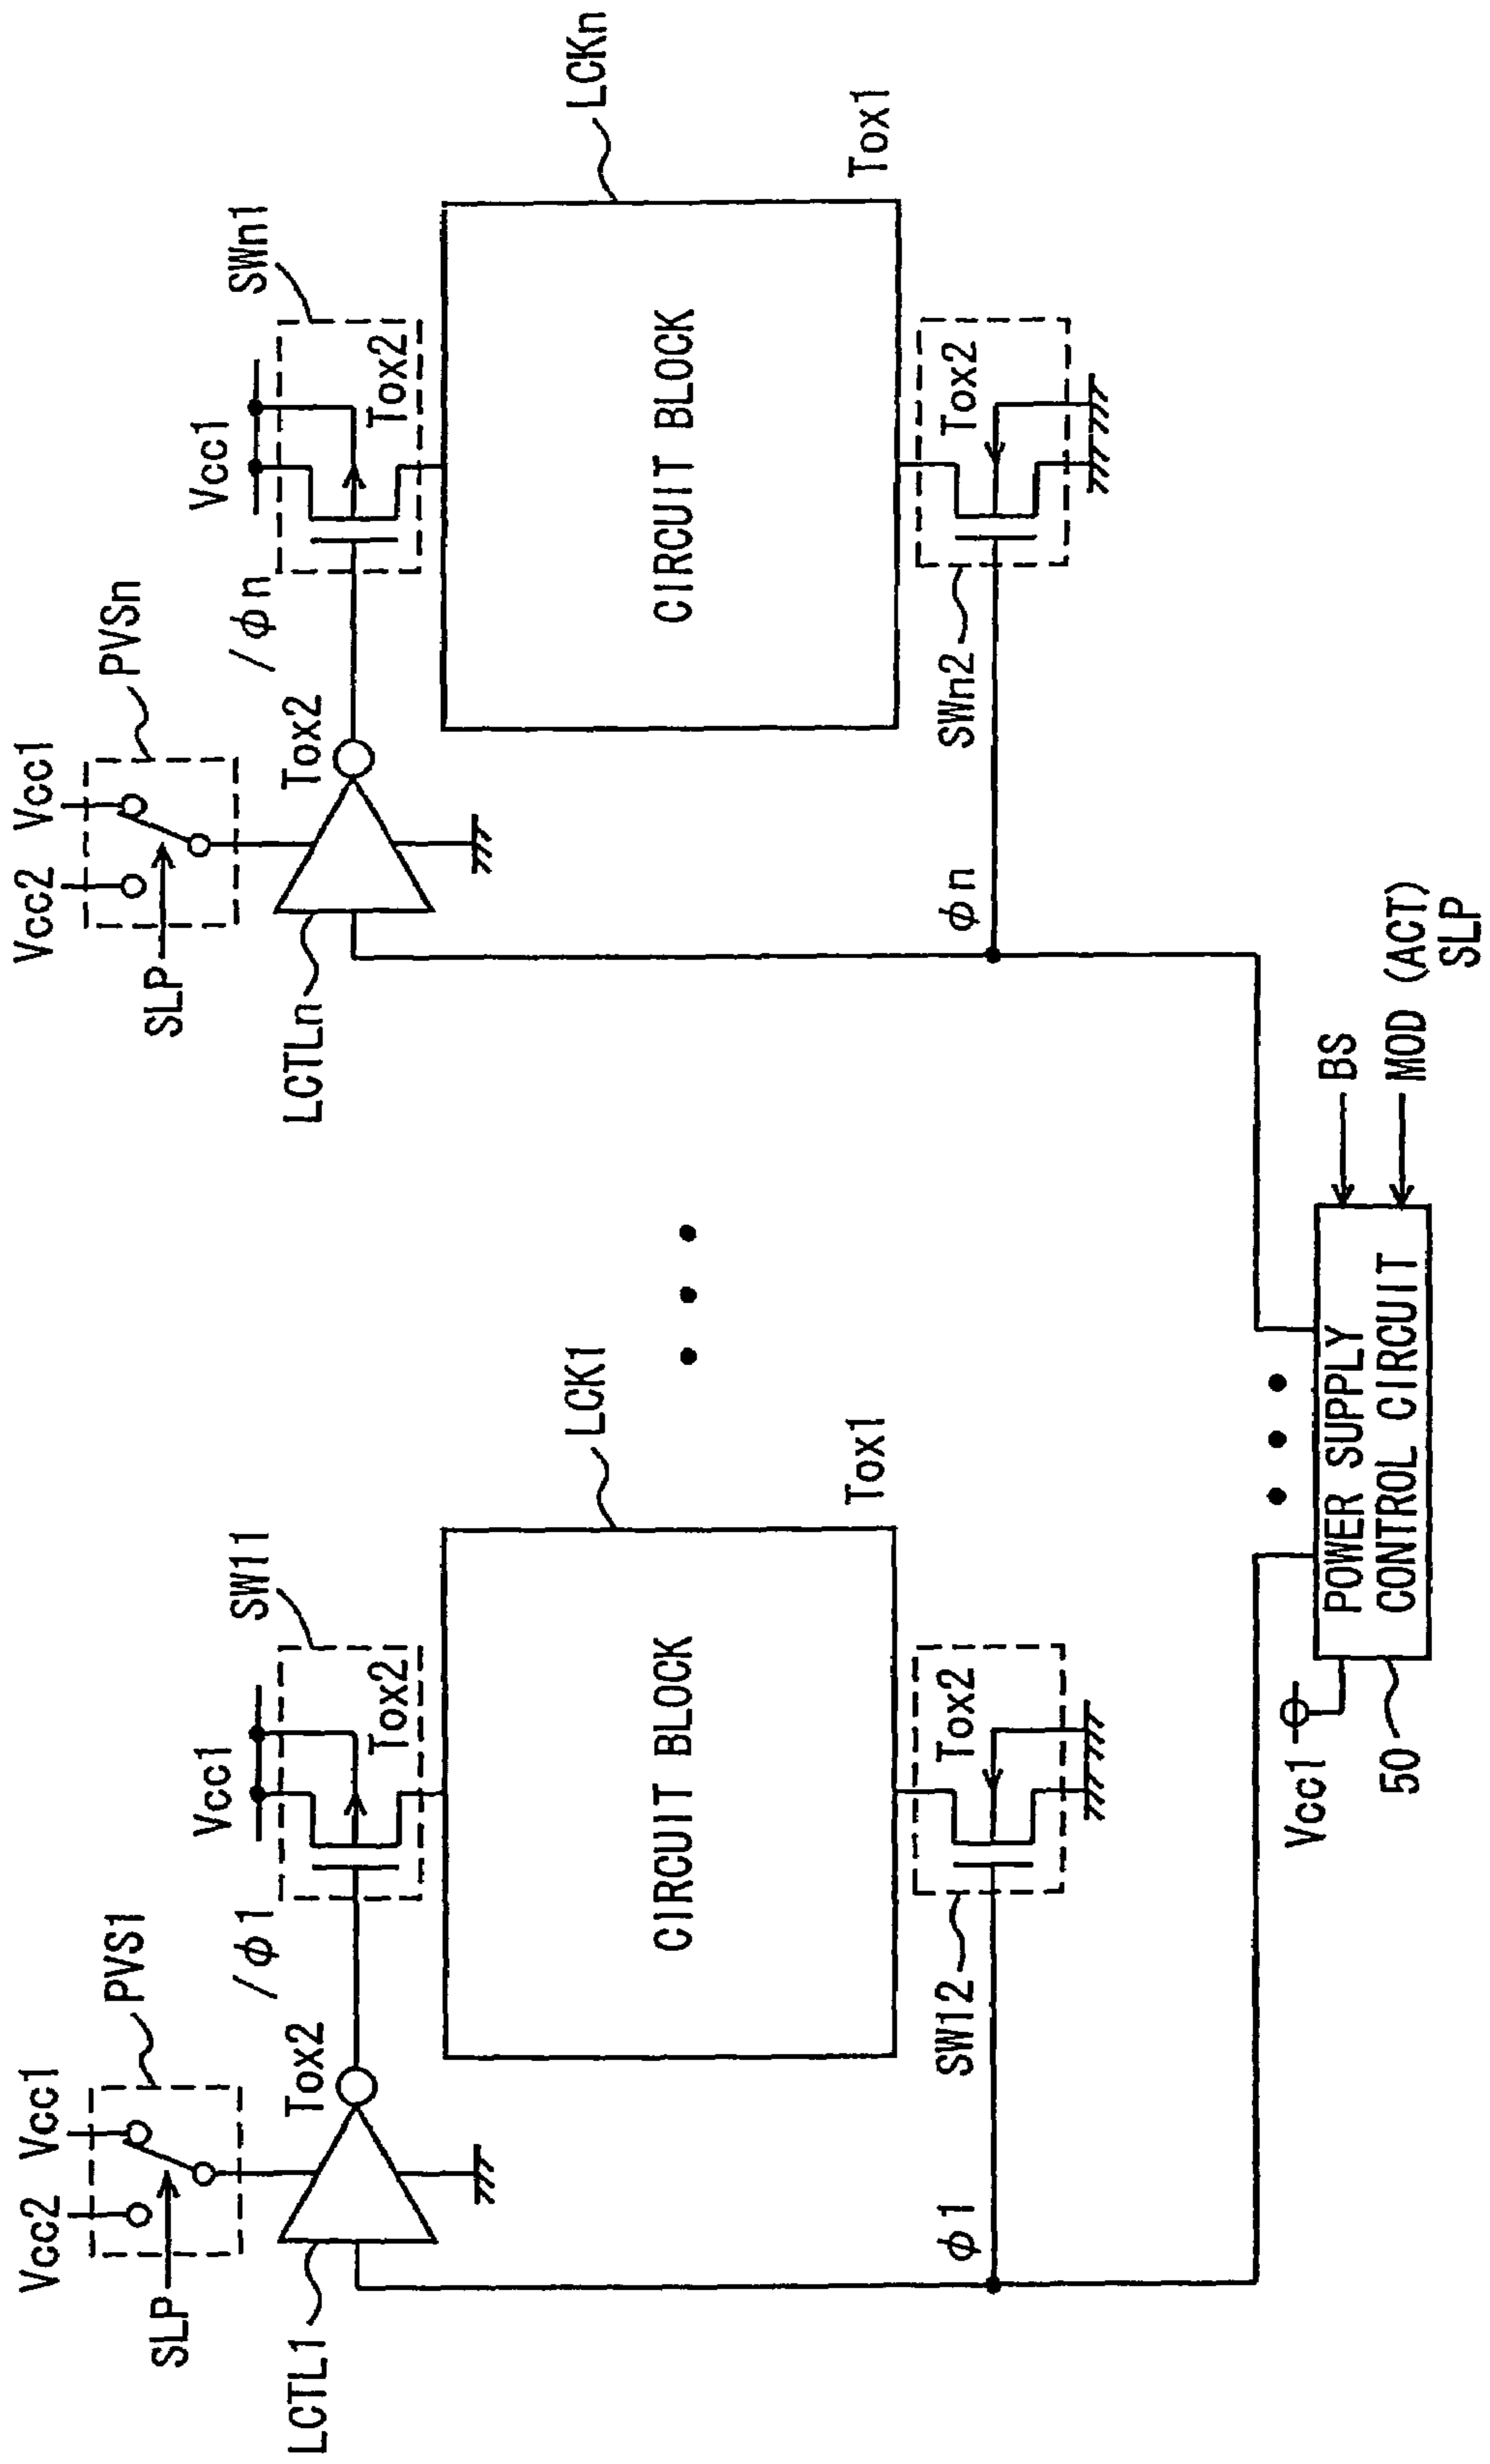 Vcc2
Vcc1
PVS1
SLP
LCTL1
Tox2
/φ1
Vcc1
SW11
Tox2
CIRCUIT BLOCK
LCK1
Tox1
φ1
SW12
Tox2
Vcc2
Vcc1
PVSn
SLP
LCTLn
Tox2
/φn
Vcc1
SWn1
Tox2
CIRCUIT BLOCK
LCKn
Tox1
φn
SWn2
Tox2
Vcc1
50
POWER SUPPLY
CONTROL CIRCUIT
BS
MOD (ACT)
SLP